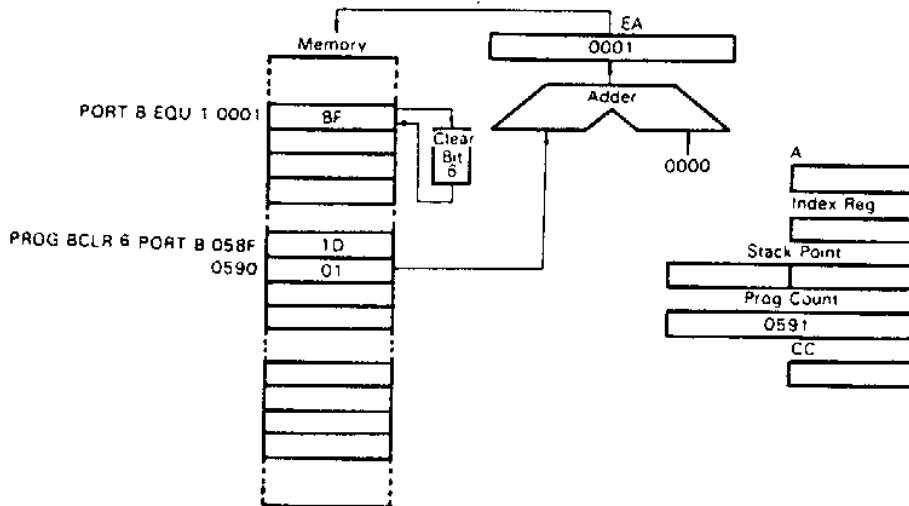 EA
Memory
0001
Adder
PORT B EQU 1 0001
BF
Clear
Bit
6
0000
A
Index Reg
PROG BCLR 6 PORT B 058F
1D
Stack Point
0590
01
Prog Count
0591
CC